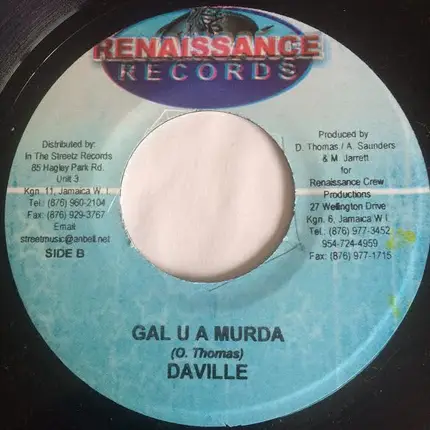 RENAISSANCE
RECORDS
Distributed by:
In The Streetz Records
85 Hagley Park Rd.
Unit 3
Kgn. 11, Jamaica W.I.
Tel.: (876) 960-2104
Fax: (876) 929-3767
Email:
streetmusic@anbell.net
SIDE B
Produced by
D. Thomas / A. Saunders
& M. Jarrett
for
Renaissance Crew
Productions
27 Wellington Drive
Kgn. 6, Jamaica W.I.
Tel.: (876) 977-3452
954-724-4959
Fax: (876) 977-1715
GAL U A MURDA
(O. Thomas)
DAVILLE